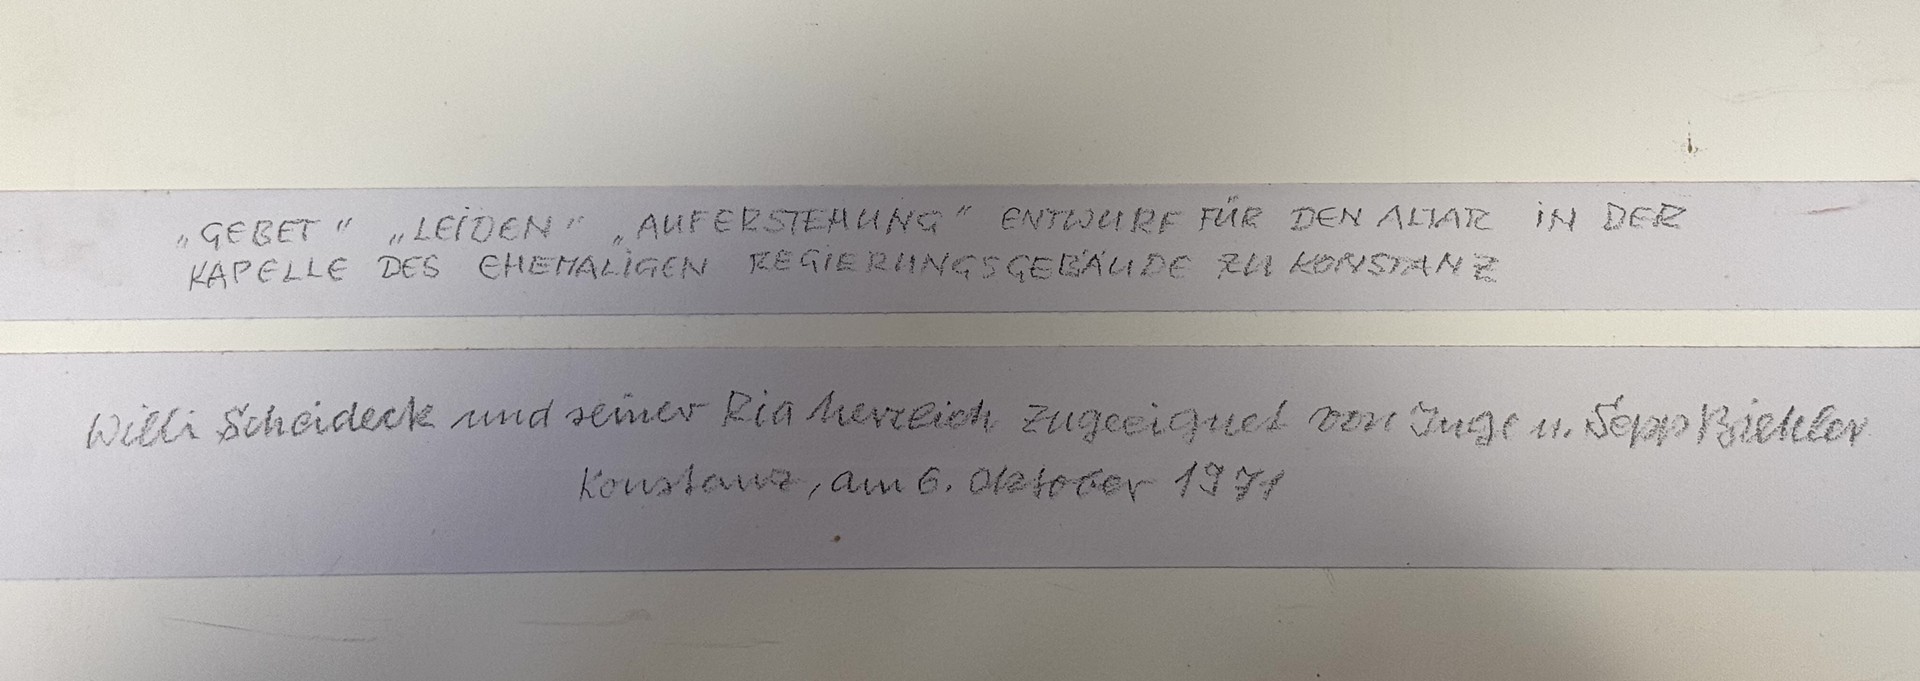 „GEBET“ „LEIDEN“ „AUFERSTEHUNG“ ENTWURF FÜR DEN ALTAR IN DER
KAPELLE DES EHEMALIGEN REGIERUNGSGEBÄUDE ZU KONSTANZ
Willi Scheideck und seiner Ria herzlich zugeeignet von Inge u. Sepp Biehler
Konstanz, am 6. Oktober 1971